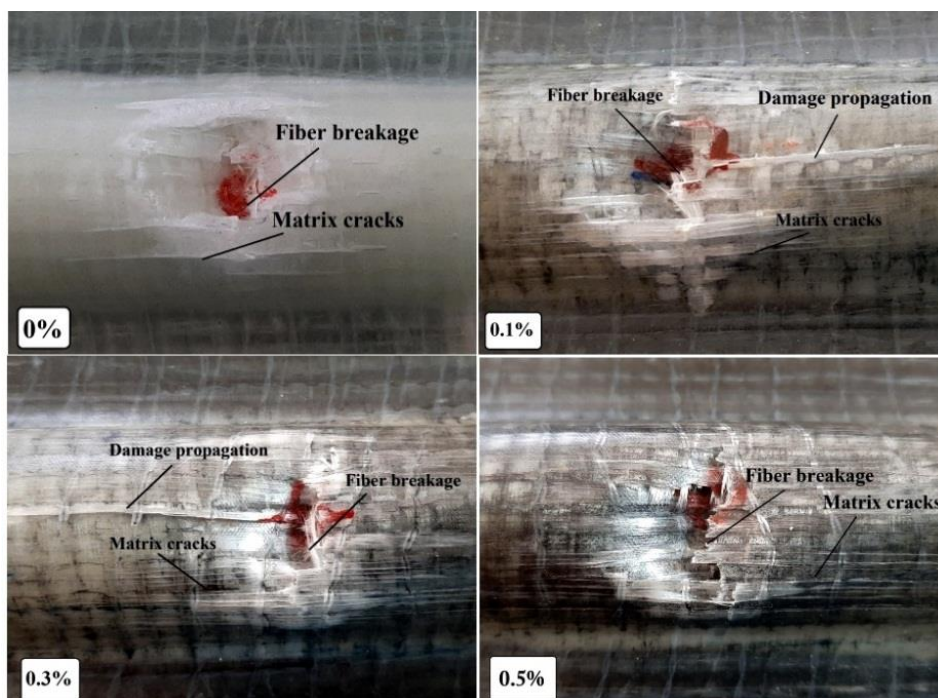 Fiber breakage
Matrix cracks
0%
Fiber breakage
Damage propagation
Matrix cracks
0.1%
Damage propagation
Fiber breakage
Matrix cracks
0.3%
Fiber breakage
Matrix cracks
0.5%